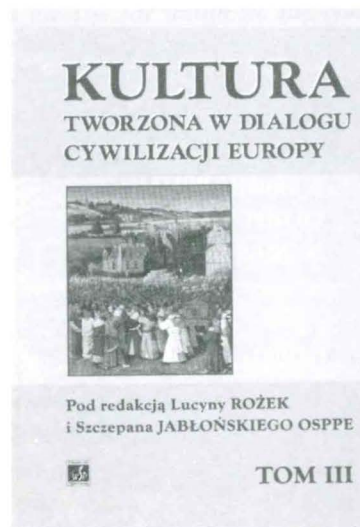 KULTURA
TWORZONA W DIALOGU
CYWILIZACJI EUROPY
Pod redakcją Lucyny ROŻEK
i Szczepana JABŁOŃSKIEGO OSPPE
TOM III